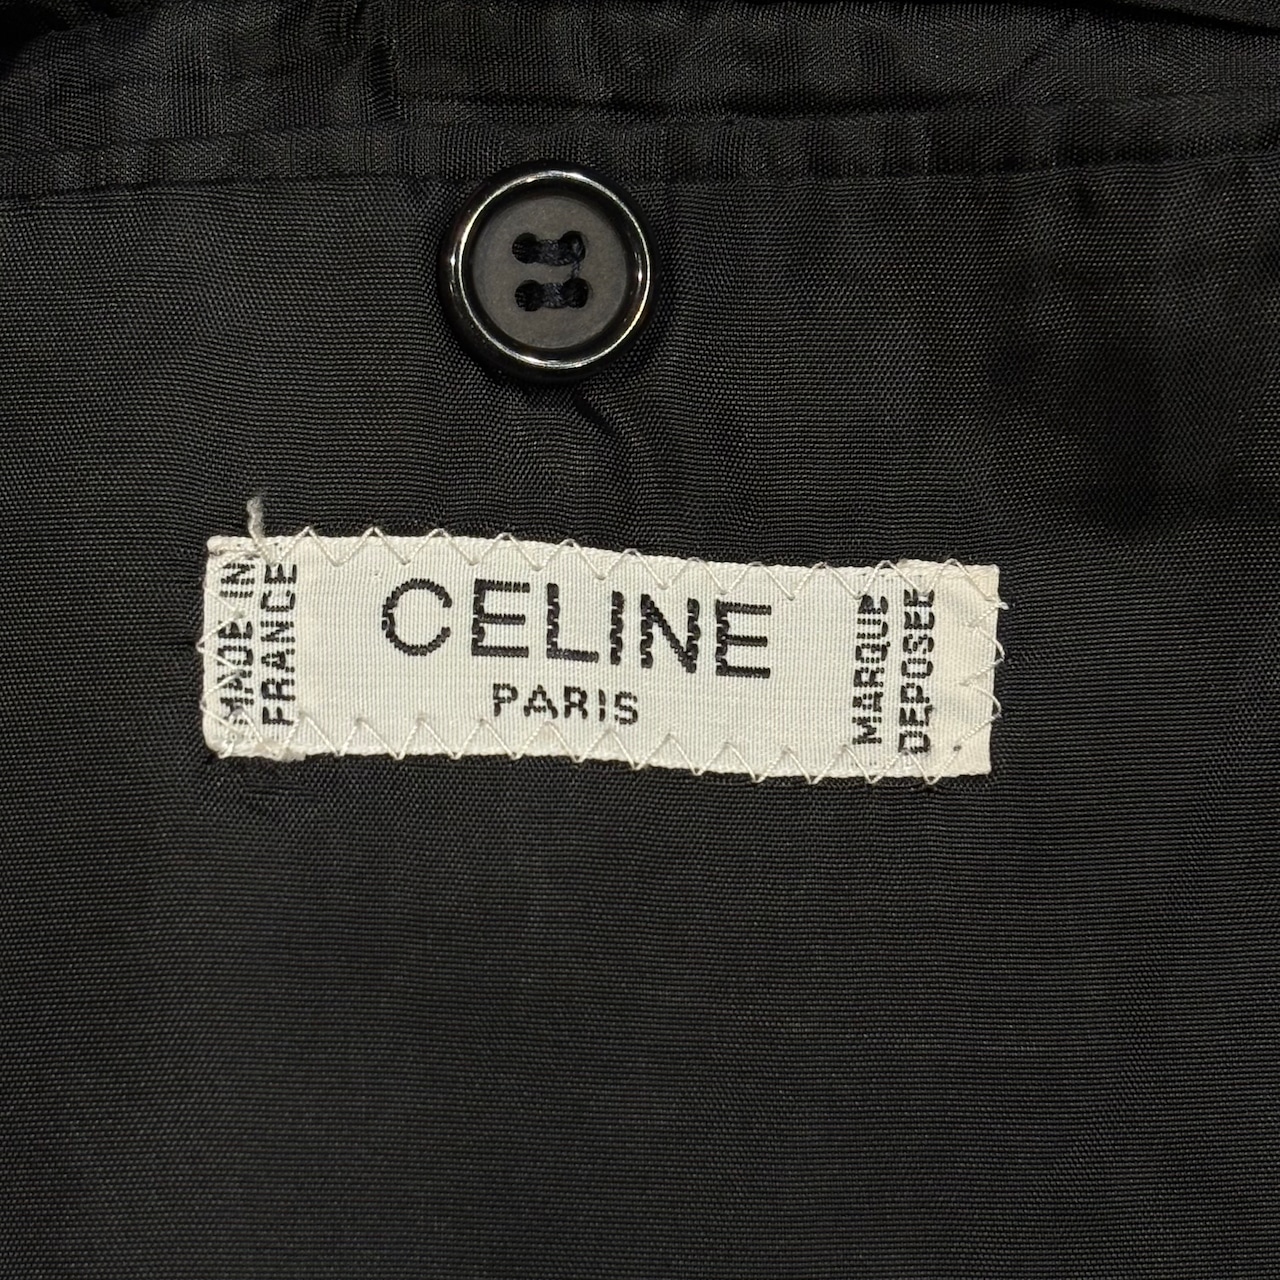 MADE IN
FRANCE
CELINE
PARIS
MARQUE
DEPOSEE